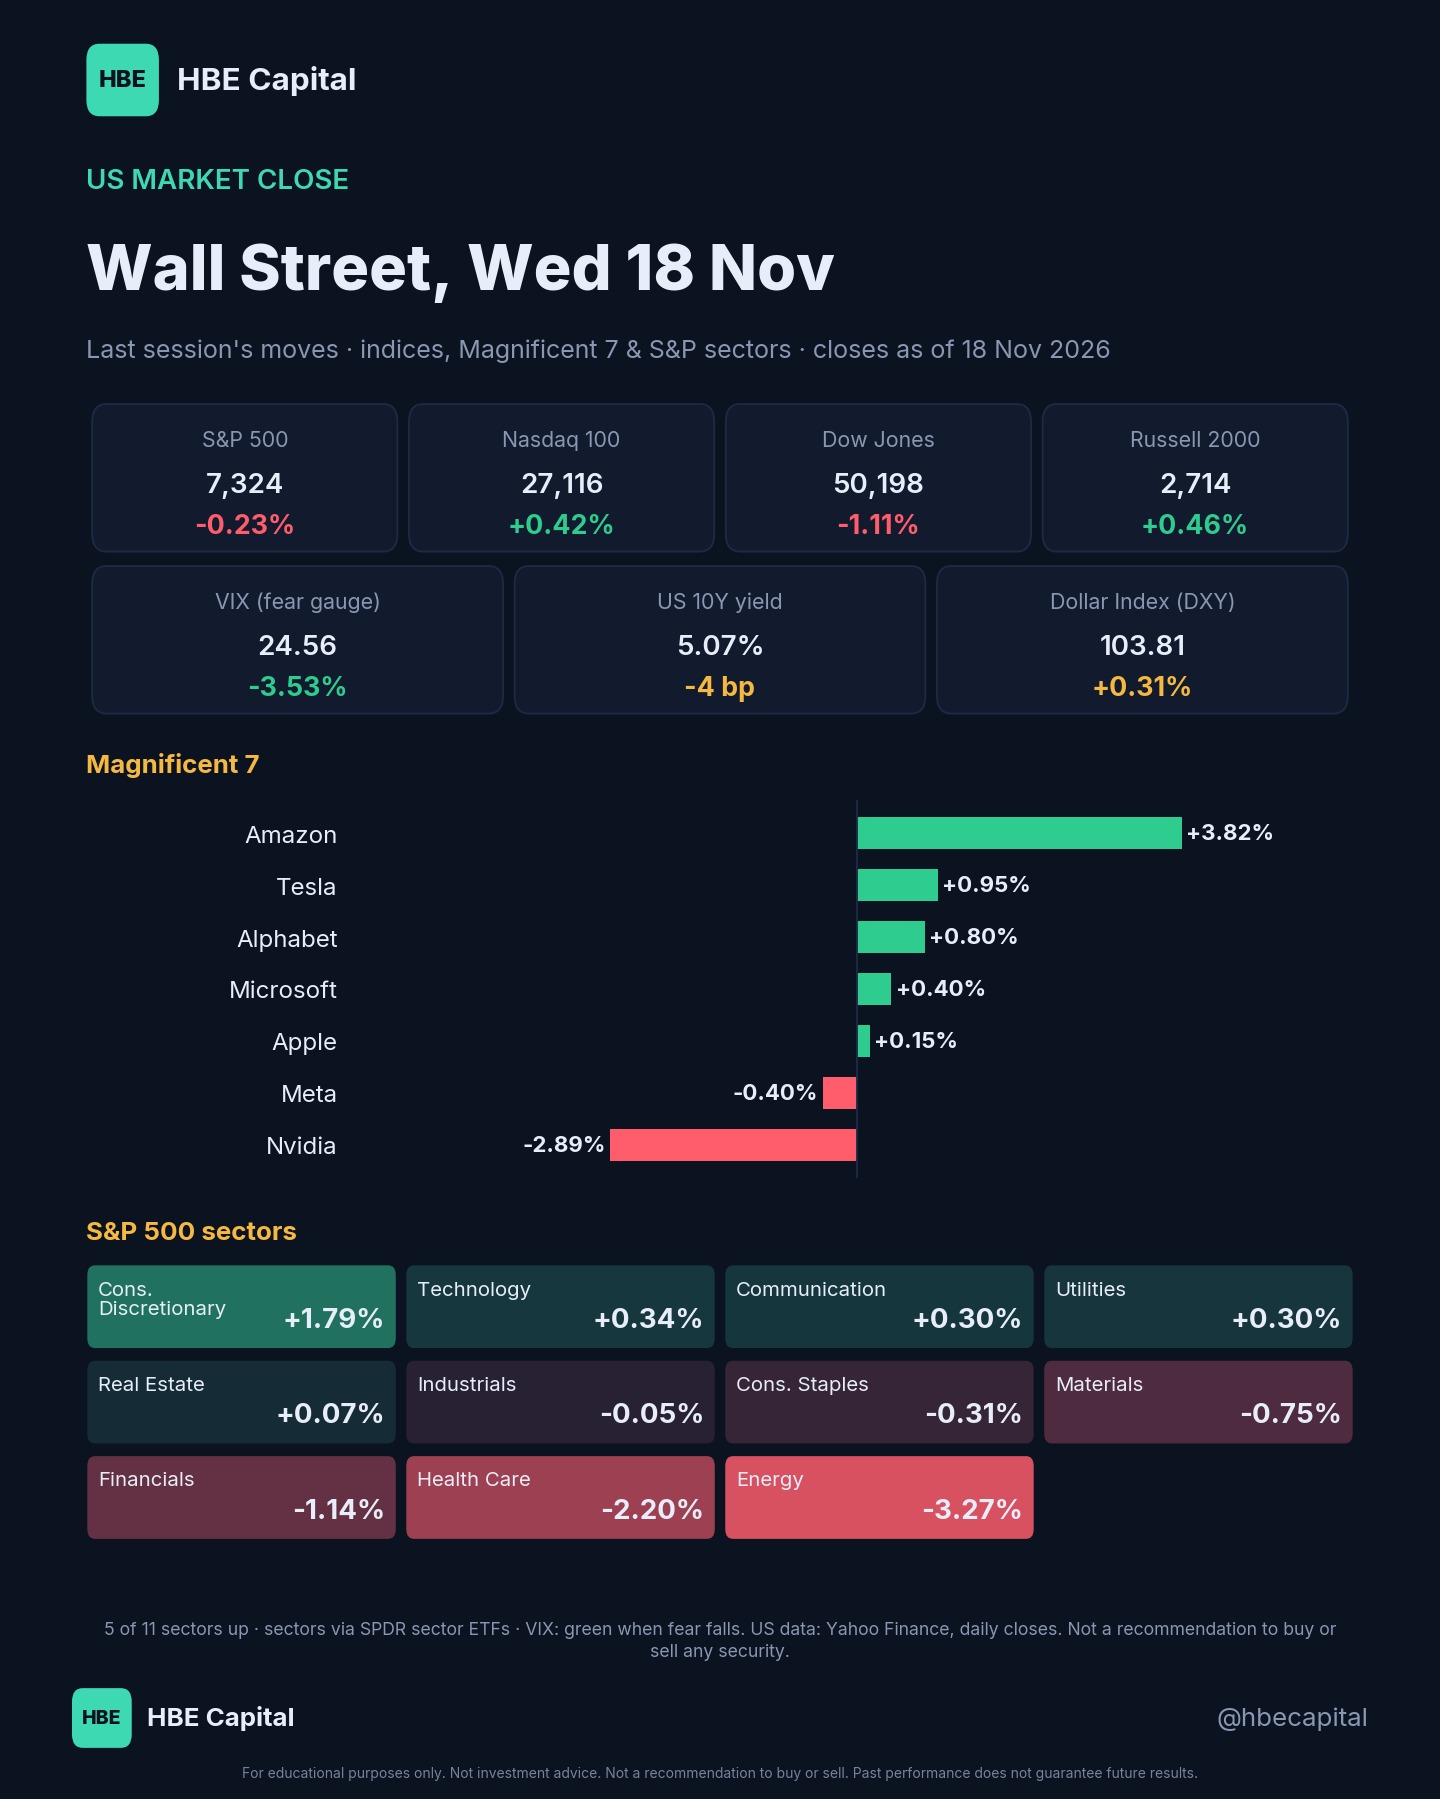 HBE
HBE Capital
US MARKET CLOSE
Wall Street, Wed 18 Nov
Last session's moves · indices, Magnificent 7 & S&P sectors · closes as of 18 Nov 2026
S&P 500
7,324
-0.23%
Nasdaq 100
27,116
+0.42%
Dow Jones
50,198
-1.11%
Russell 2000
2,714
+0.46%
VIX (fear gauge)
24.56
-3.53%
US 10Y yield
5.07%
-4 bp
Dollar Index (DXY)
103.81
+0.31%
Magnificent 7
Amazon +3.82%
Tesla +0.95%
Alphabet +0.80%
Microsoft +0.40%
Apple +0.15%
Meta -0.40%
Nvidia -2.89%
S&P 500 sectors
Cons.
Discretionary
+1.79%
Technology
+0.34%
Communication
+0.30%
Utilities
+0.30%
Real Estate
+0.07%
Industrials
-0.05%
Cons. Staples
-0.31%
Materials
-0.75%
Financials
-1.14%
Health Care
-2.20%
Energy
-3.27%
5 of 11 sectors up · sectors via SPDR sector ETFs · VIX: green when fear falls. US data: Yahoo Finance, daily closes. Not a recommendation to buy or
sell any security.
HBE
HBE Capital
@hbecapital
For educational purposes only. Not investment advice. Not a recommendation to buy or sell. Past performance does not guarantee future results.